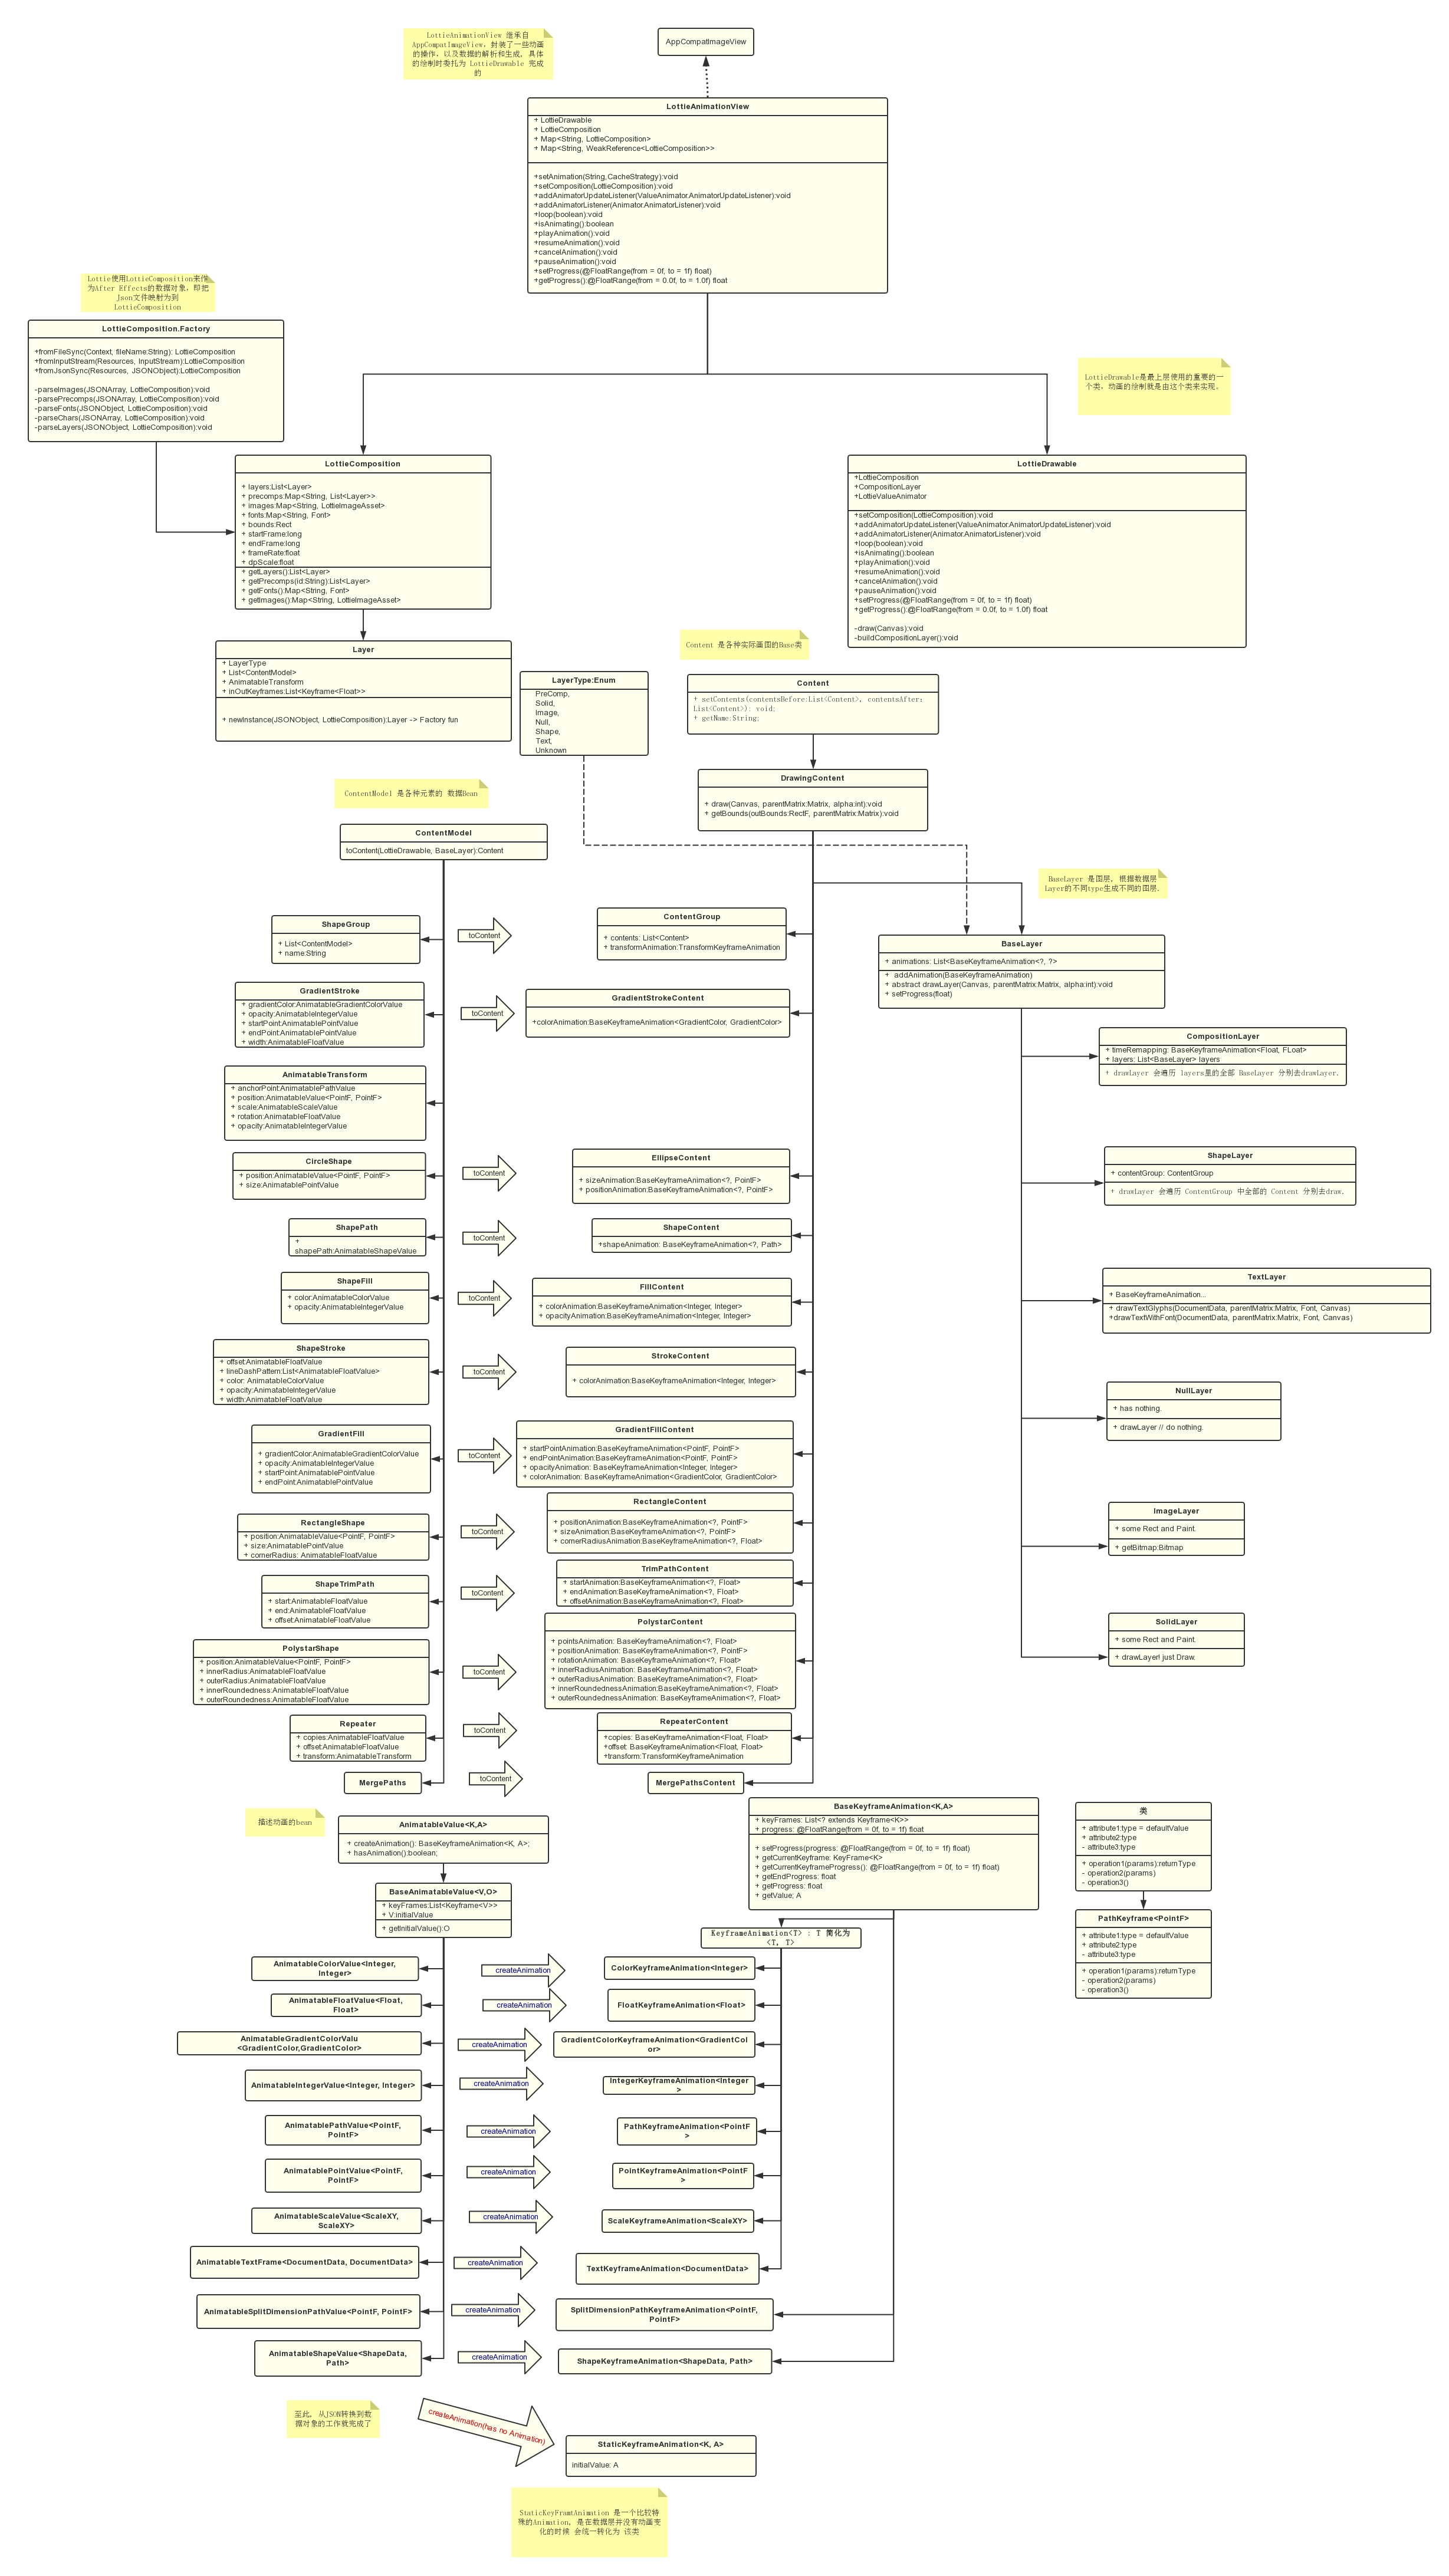 LottieAnimationView 继承自
AppCompatImageView，封装了一些动画
的操作，以及数据的解析和生成, 具体
的绘制时委托为 LottieDrawable 完成
的
AppCompatImageView
LottieAnimationView
+ LottieDrawable
+ LottieComposition
+ Map<String, LottieComposition>
+ Map<String, WeakReference<LottieComposition>>
+setAnimation(String,CacheStrategy):void
+setComposition(LottieComposition):void
+addAnimatorUpdateListener(ValueAnimator.AnimatorUpdateListener):void
+addAnimatorListener(Animator.AnimatorListener):void
+loop(boolean):void
+isAnimating():boolean
+playAnimation():void
+resumeAnimation():void
+cancelAnimation():void
+pauseAnimation():void
+setProgress(@FloatRange(from = 0f, to = 1f) float)
+getProgress():@FloatRange(from = 0.0f, to = 1.0f) float
Lottie使用LottieComposition来作
为After Effects的数据对象，即把
Json文件映射为到
LottieComposition
LottieComposition.Factory
+fromFileSync(Context, fileName:String): LottieComposition
+fromInputStream(Resources, InputStream):LottieComposition
+fromJsonSync(Resources, JSONObject):LottieComposition
-parseImages(JSONArray, LottieComposition):void
-parsePrecomps(JSONArray, LottieComposition):void
-parseFonts(JSONObject, LottieComposition):void
-parseChars(JSONArray, LottieComposition):void
-parseLayers(JSONObject, LottieComposition):void
LottieDrawable是最上层使用的重要的一
个类，动画的绘制就是由这个类来实现。
LottieComposition
+ layers:List<Layer>
+ precomps:Map<String, List<Layer>>
+ images:Map<String, LottieImageAsset>
+ fonts:Map<String, Font>
+ bounds:Rect
+ startFrame:long
+ endFrame:long
+ frameRate:float
+ dpScale:float
+ getLayers():List<Layer>
+ getPrecomps(id:String):List<Layer>
+ getFonts():Map<String, Font>
+ getImages():Map<String, LottieImageAsset>
LottieDrawable
+LottieComposition
+CompositionLayer
+LottieValueAnimator
+setComposition(LottieComposition):void
+addAnimatorUpdateListener(ValueAnimator.AnimatorUpdateListener):void
+addAnimatorListener(Animator.AnimatorListener):void
+loop(boolean):void
+isAnimating():boolean
+playAnimation():void
+resumeAnimation():void
+cancelAnimation():void
+pauseAnimation():void
+setProgress(@FloatRange(from = 0f, to = 1f) float)
+getProgress():@FloatRange(from = 0.0f, to = 1.0f) float
-draw(Canvas):void
-buildCompositionLayer():void
Layer
+ LayerType
+ List<ContentModel>
+ AnimatableTransform
+ inOutKeyframes:List<Keyframe<Float>>
+ newInstance(JSONObject, LottieComposition):Layer -> Factory fun
LayerType:Enum
PreComp,
Solid,
Image,
Null,
Shape,
Text,
Unknown
Content 是各种实际画图的Base类
Content
+ setContents(contentsBefore:List<Content>, contentsAfter:
List<Content>): void;
+ getName:String;
DrawingContent
+ draw(Canvas, parentMatrix:Matrix, alpha:int):void
+ getBounds(outBounds:RectF, parentMatrix:Matrix):void
ContentModel 是各种元素的 数据Bean
ContentModel
toContent(LottieDrawable, BaseLayer):Content
BaseLayer 是图层, 根据数据层
Layer的不同type生成不同的图层。
BaseLayer
+ animations: List<BaseKeyframeAnimation<?, ?>
+  addAnimation(BaseKeyframeAnimation)
+ abstract drawLayer(Canvas, parentMatrix:Matrix, alpha:int):void
+ setProgress(float)
ShapeGroup
+ List<ContentModel>
+ name:String
toContent
ContentGroup
+ contents: List<Content>
+ transformAnimation:TransformKeyframeAnimation
GradientStroke
+ gradientColor:AnimatableGradientColorValue
+ opacity:AnimatableIntegerValue
+ startPoint:AnimatablePointValue
+ endPoint:AnimatablePointValue
+ width:AnimatableFloatValue
toContent
GradientStrokeContent
+colorAnimation:BaseKeyframeAnimation<GradientColor, GradientColor>
CompositionLayer
+ timeRemapping: BaseKeyframeAnimation<Float, FLoat>
+ layers: List<BaseLayer> layers
+ drawLayer 会遍历 layers里的全部 BaseLayer 分别去drawLayer。
AnimatableTransform
+ anchorPoint:AnimatablePathValue
+ position:AnimatableValue<PointF, PointF>
+ scale:AnimatableScaleValue
+ rotation:AnimatableFloatValue
+ opacity:AnimatableIntegerValue
CircleShape
+ position:AnimatableValue<PointF, PointF>
+ size:AnimatablePointValue
toContent
EllipseContent
+ sizeAnimation:BaseKeyframeAnimation<?, PointF>
+ positionAnimation:BaseKeyframeAnimation<?, PointF>
ShapeLayer
+ contentGroup: ContentGroup
+ drawLayer 会遍历 ContentGroup 中全部的 Content 分别去draw。
ShapePath
+
shapePath:AnimatableShapeValue
toContent
ShapeContent
+shapeAnimation: BaseKeyframeAnimation<?, Path>
ShapeFill
+ color:AnimatableColorValue
+ opacity:AnimatableIntegerValue
toContent
FillContent
+ colorAnimation:BaseKeyframeAnimation<Integer, Integer>
+ opacityAnimation:BaseKeyframeAnimation<Integer, Integer>
TextLayer
+ BaseKeyframeAnimation...
+ drawTextGlyphs(DocumentData, parentMatrix:Matrix, Font, Canvas)
+drawTextWithFont(DocumentData, parentMatrix:Matrix, Font, Canvas)
ShapeStroke
+ offset:AnimatableFloatValue
+ lineDashPattern:List<AnimatableFloatValue>
+ color: AnimatableColorValue
+ opacity:AnimatableIntegerValue
+ width:AnimatableFloatValue
toContent
StrokeContent
+ colorAnimation:BaseKeyframeAnimation<Integer, Integer>
NullLayer
+ has nothing.
+ drawLayer // do nothing.
GradientFill
+ gradientColor:AnimatableGradientColorValue
+ opacity:AnimatableIntegerValue
+ startPoint:AnimatablePointValue
+ endPoint:AnimatablePointValue
toContent
GradientFillContent
+ startPointAnimation:BaseKeyframeAnimation<PointF, PointF>
+ endPointAnimation:BaseKeyframeAnimation<PointF, PointF>
+ opacityAnimation: BaseKeyframeAnimation<Integer, Integer>
+ colorAnimation: BaseKeyframeAnimation<GradientColor, GradientColor>
RectangleShape
+ position:AnimatableValue<PointF, PointF>
+ size:AnimatablePointValue
+ cornerRadius: AnimatableFloatValue
toContent
RectangleContent
+ positionAnimation:BaseKeyframeAnimation<?, PointF>
+ sizeAnimation:BaseKeyframeAnimation<?, PointF>
+ cornerRadiusAnimation:BaseKeyframeAnimation<?, Float>
ImageLayer
+ some Rect and Paint.
+ getBitmap:Bitmap
ShapeTrimPath
+ start:AnimatableFloatValue
+ end:AnimatableFloatValue
+ offset:AnimatableFloatValue
toContent
TrimPathContent
+ startAnimation:BaseKeyframeAnimation<?, Float>
+ endAnimation:BaseKeyframeAnimation<?, Float>
+ offsetAnimation:BaseKeyframeAnimation<?, Float>
PolystarShape
+ position:AnimatableValue<PointF, PointF>
+ innerRadius:AnimatableFloatValue
+ outerRadius:AnimatableFloatValue
+ innerRoundedness:AnimatableFloatValue
+ outerRoundedness:AnimatableFloatValue
toContent
PolystarContent
+ pointsAnimation: BaseKeyframeAnimation<?, Float>
+ positionAnimation: BaseKeyframeAnimation<?, PointF>
+ rotationAnimation: BaseKeyframeAnimation<?, Float>
+ innerRadiusAnimation: BaseKeyframeAnimation<?, Float>
+ outerRadiusAnimation: BaseKeyframeAnimation<?, Float>
+ innerRoundednessAnimation:BaseKeyframeAnimation<?, Float>
+ outerRoundednessAnimation: BaseKeyframeAnimation<?, Float>
SolidLayer
+ some Rect and Paint.
+ drawLayer! just Draw.
Repeater
+ copies:AnimatableFloatValue
+ offset:AnimatableFloatValue
+ transform:AnimatableTransform
toContent
RepeaterContent
+copies: BaseKeyframeAnimation<Float, Float>
+offset: BaseKeyframeAnimation<Float, Float>
+transform:TransformKeyframeAnimation
MergePaths
toContent
MergePathsContent
描述动画的bean
AnimatableValue<K,A>
+ createAnimation(): BaseKeyframeAnimation<K, A>;
+ hasAnimation():boolean;
BaseKeyframeAnimation<K,A>
+ keyFrames: List<? extends Keyframe<K>>
+ progress: @FloatRange(from = 0f, to = 1f) float
+ setProgress(progress: @FloatRange(from = 0f, to = 1f) float)
+ getCurrentKeyframe: KeyFrame<K>
+ getCurrentKeyframeProgress(): @FloatRange(from = 0f, to = 1f) float)
+ getEndProgress: float
+ getProgress: float
+ getValue; A
类
+ attribute1:type = defaultValue
+ attribute2:type
- attribute3:type
+ operation1(params):returnType
- operation2(params)
- operation3()
BaseAnimatableValue<V,O>
+ keyFrames:List<Keyframe<V>>
+ V:initialValue
+ getInitialValue():O
KeyframeAnimation<T> : T 简化为
<T, T>
PathKeyframe<PointF>
+ attribute1:type = defaultValue
+ attribute2:type
- attribute3:type
+ operation1(params):returnType
- operation2(params)
- operation3()
AnimatableColorValue<Integer,
Integer>
createAnimation
ColorKeyframeAnimation<Integer>
AnimatableFloatValue<Float,
Float>
createAnimation
FloatKeyframeAnimation<Float>
AnimatableGradientColorValu
<GradientColor,GradientColor>
createAnimation
GradientColorKeyframeAnimation<GradientCol
or>
AnimatableIntegerValue<Integer, Integer>
createAnimation
IntegerKeyframeAnimation<Integer
>
AnimatablePathValue<PointF,
PointF>
createAnimation
PathKeyframeAnimation<PointF
>
AnimatablePointValue<PointF,
PointF>
createAnimation
PointKeyframeAnimation<PointF
>
AnimatableScaleValue<ScaleXY,
ScaleXY>
createAnimation
ScaleKeyframeAnimation<ScaleXY>
AnimatableTextFrame<DocumentData, DocumentData>
createAnimation
TextKeyframeAnimation<DocumentData>
AnimatableSplitDimensionPathValue<PointF, PointF>
createAnimation
SplitDimensionPathKeyframeAnimation<PointF,
PointF>
AnimatableShapeValue<ShapeData,
Path>
createAnimation
ShapeKeyframeAnimation<ShapeData, Path>
至此, 从JSON转换到数
据对象的工作就完成了
createAnimation(has no Animation)
StaticKeyframeAnimation<K, A>
initialValue: A
StaticKeyFramtAnimation 是一个比较特
殊的Animation, 是在数据层并没有动画变
化的时候 会统一转化为 该类